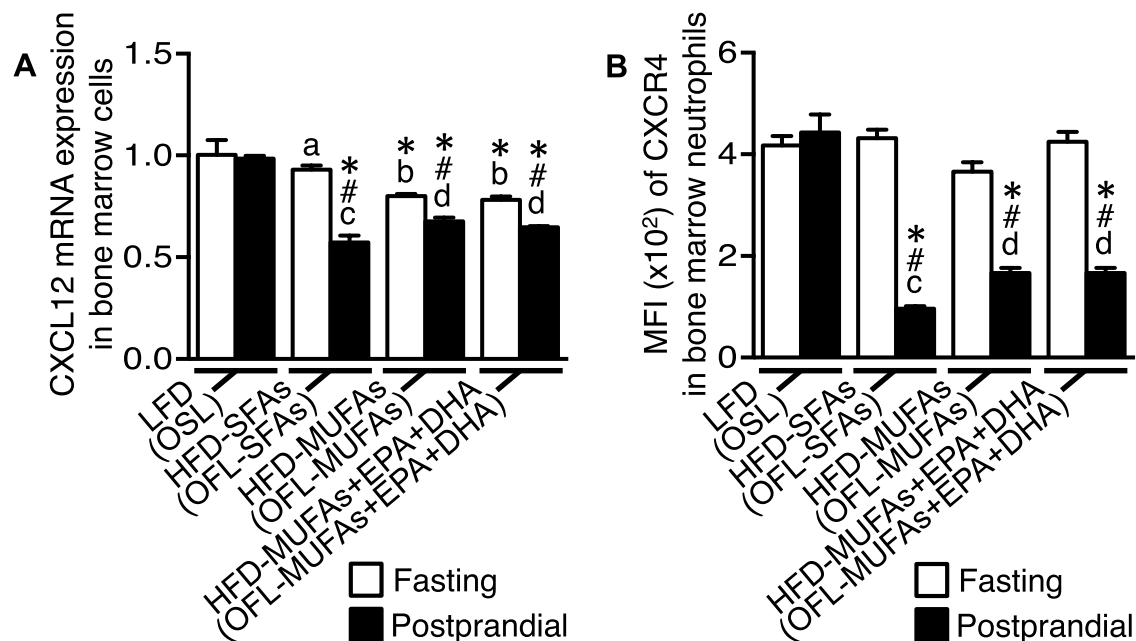 A
CXCL12 mRNA expression
in bone marrow cells
1.5
1.0
0.5
0.0
a
*
#
c
*
b
*
#
d
*
b
*
#
d
LFD
(OSL)
HFD-SFAs
(OFL-SFAs)
HFD-MUFAs
(OFL-MUFAs)
HFD-MUFAs+EPA+DHA
(OFL-MUFAs+EPA+DHA)
Fasting
Postprandial
B
MFI (x10²) of CXCR4
in bone marrow neutrophils
6
4
2
0
*
#
c
*
#
d
*
#
d
LFD
(OSL)
HFD-SFAs
(OFL-SFAs)
HFD-MUFAs
(OFL-MUFAs)
HFD-MUFAs+EPA+DHA
(OFL-MUFAs+EPA+DHA)
Fasting
Postprandial